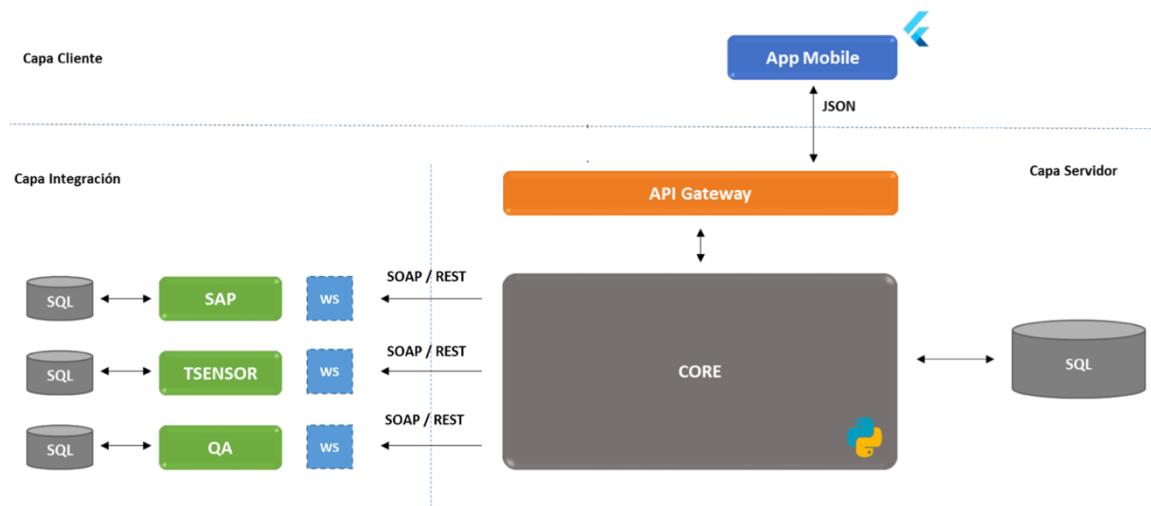 Capa Cliente
App Mobile
JSON
Capa Integración
Capa Servidor
API Gateway
SOAP / REST
SQL
SAP
WS
SOAP / REST
SQL
TSENSOR
WS
CORE
SQL
SOAP / REST
SQL
QA
WS